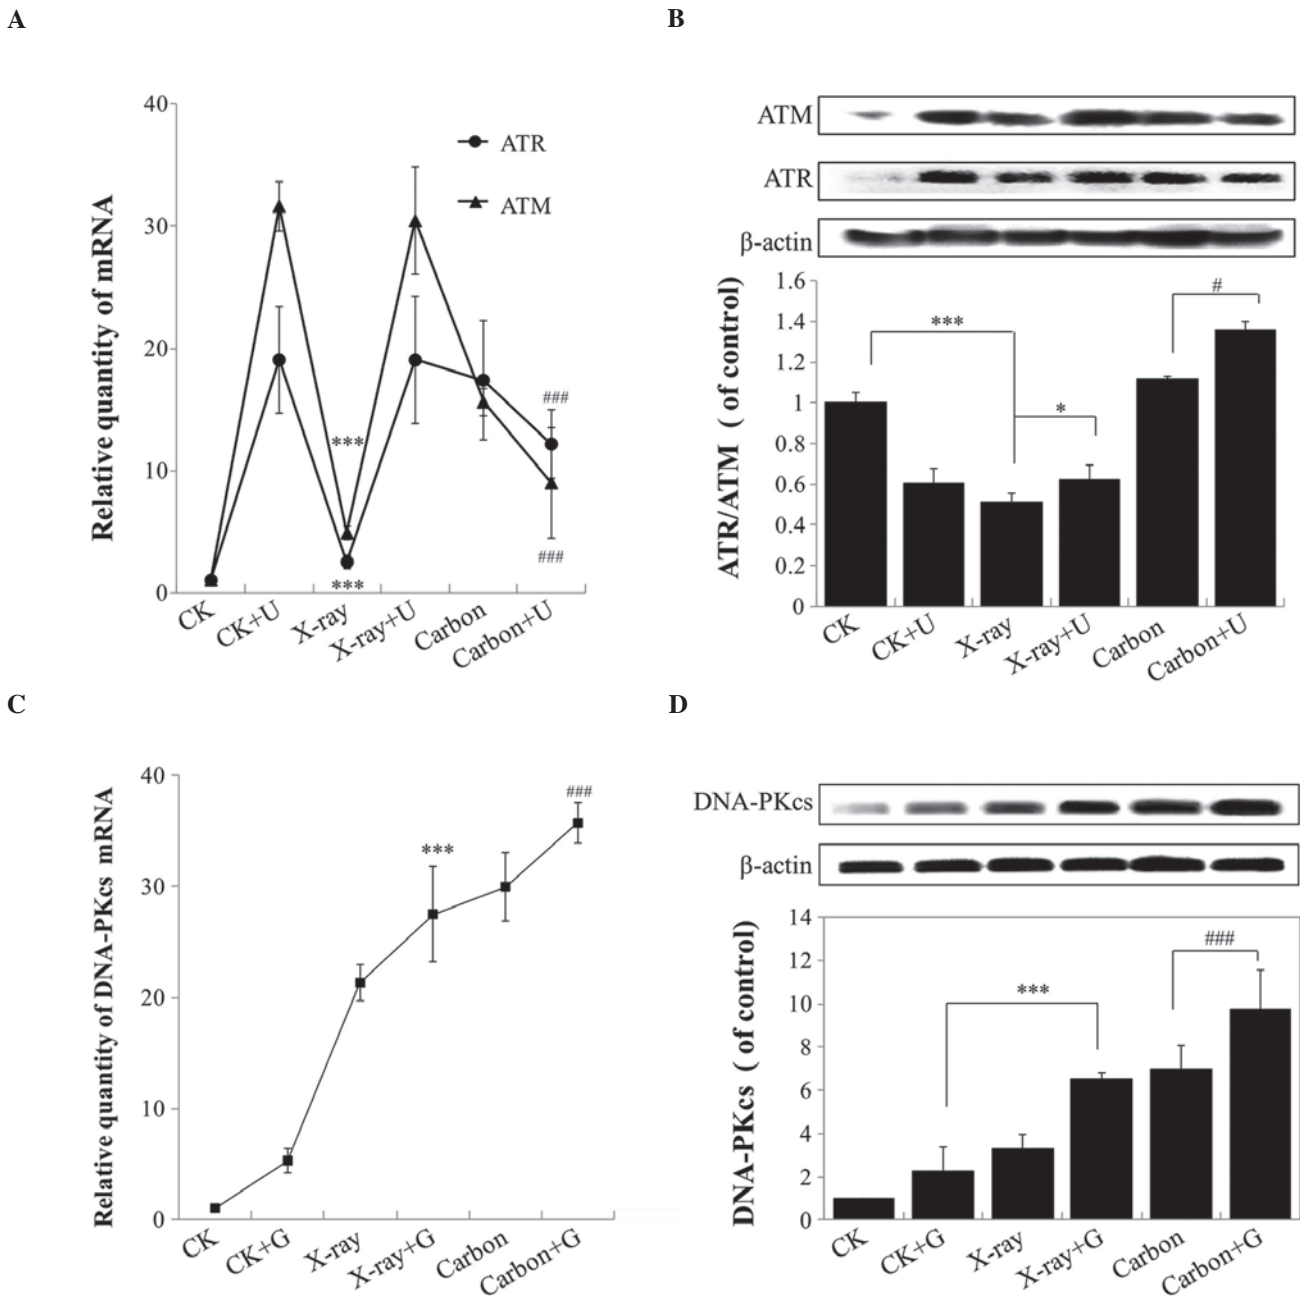 A
Relative quantity of mRNA
40
30
20
10
0
ATR
ATM
***
***
###
###
CK
CK+U
X-ray
X-ray+U
Carbon
Carbon+U
B
ATM
ATR
β-actin
ATR/ATM ( of control)
1.6
1.4
1.2
1
0.8
0.6
0.4
0.2
0
***
*
#
CK
CK+U
X-ray
X-ray+U
Carbon
Carbon+U
C
Relative quantity of DNA-PKcs mRNA
40
30
20
10
0
***
###
CK
CK+G
X-ray
X-ray+G
Carbon
Carbon+G
D
DNA-PKcs
β-actin
DNA-PKcs ( of control)
14
12
10
8
6
4
2
0
***
###
CK
CK+G
X-ray
X-ray+G
Carbon
Carbon+G